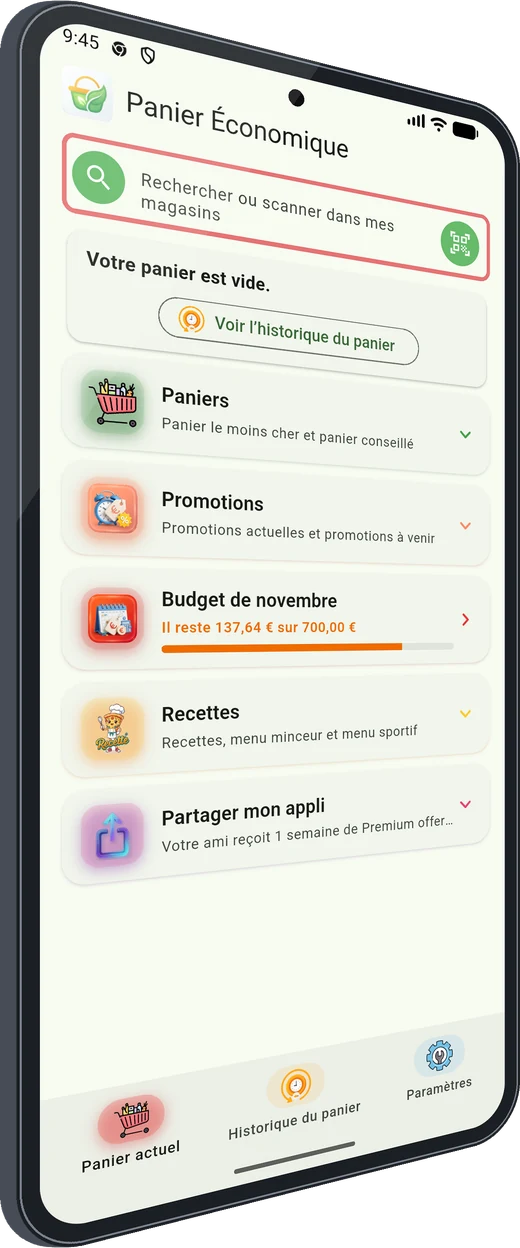 9:45
Panier Économique
Rechercher ou scanner dans mes
magasins
Votre panier est vide.
Voir l'historique du panier
Paniers
Panier le moins cher et panier conseillé
Promotions
Promotions actuelles et promotions à venir
Budget de novembre
Il reste 137,64 € sur 700,00 €
Recettes
Recettes, menu minceur et menu sportif
Recette
Partager mon appli
Votre ami reçoit 1 semaine de Premium offer...
Panier actuel
Historique du panier
Paramètres